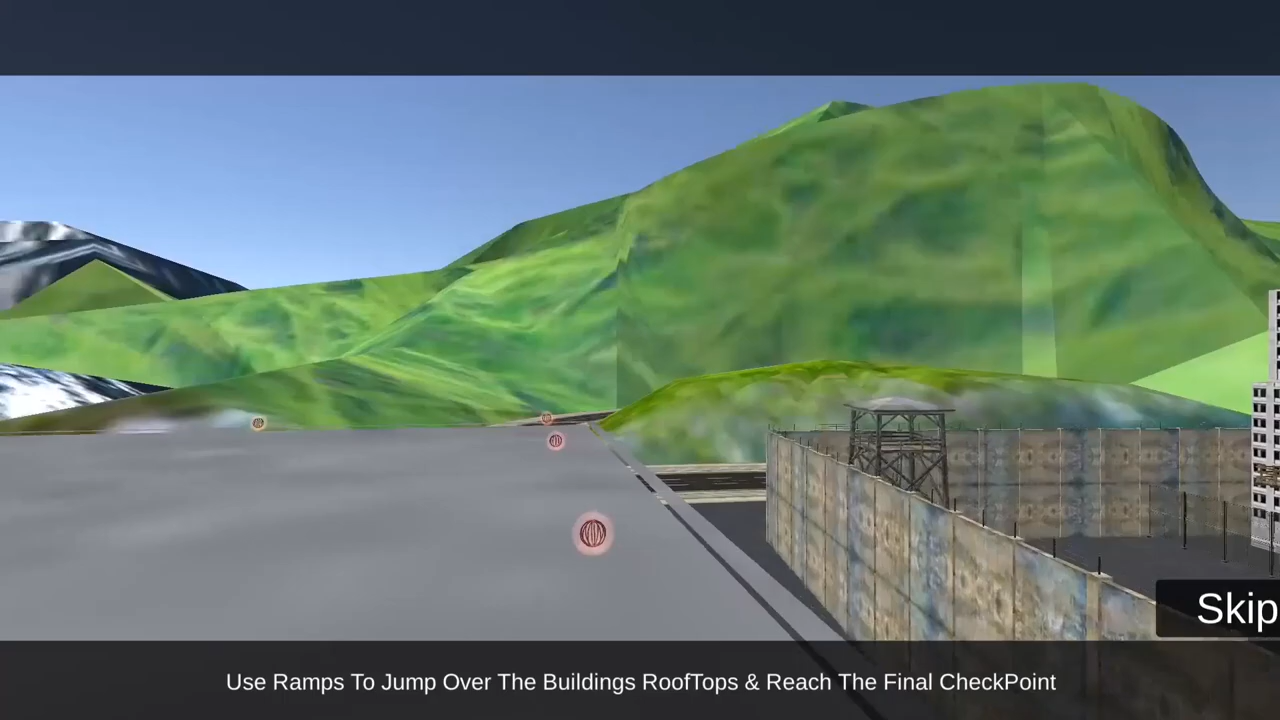 Skip
Use Ramps To Jump Over The Buildings RoofTops & Reach The Final CheckPoint